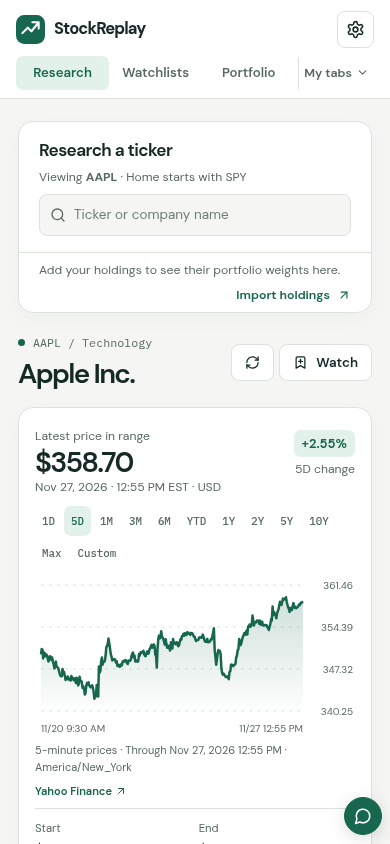 StockReplay
Research Watchlists Portfolio My tabs
Research a ticker
Viewing AAPL · Home starts with SPY
Ticker or company name
Add your holdings to see their portfolio weights here.
Import holdings
AAPL / Technology
Apple Inc.
Watch
Latest price in range
$358.70
+2.55%
Nov 27, 2026 · 12:55 PM EST · USD
5D change
1D 5D 1M 3M 6M YTD 1Y 2Y 5Y 10Y
Max Custom
361.46
354.39
347.32
340.25
11/20 9:30 AM 11/27 12:55 PM
5-minute prices · Through Nov 27, 2026 12:55 PM ·
America/New_York
Yahoo Finance
Start End